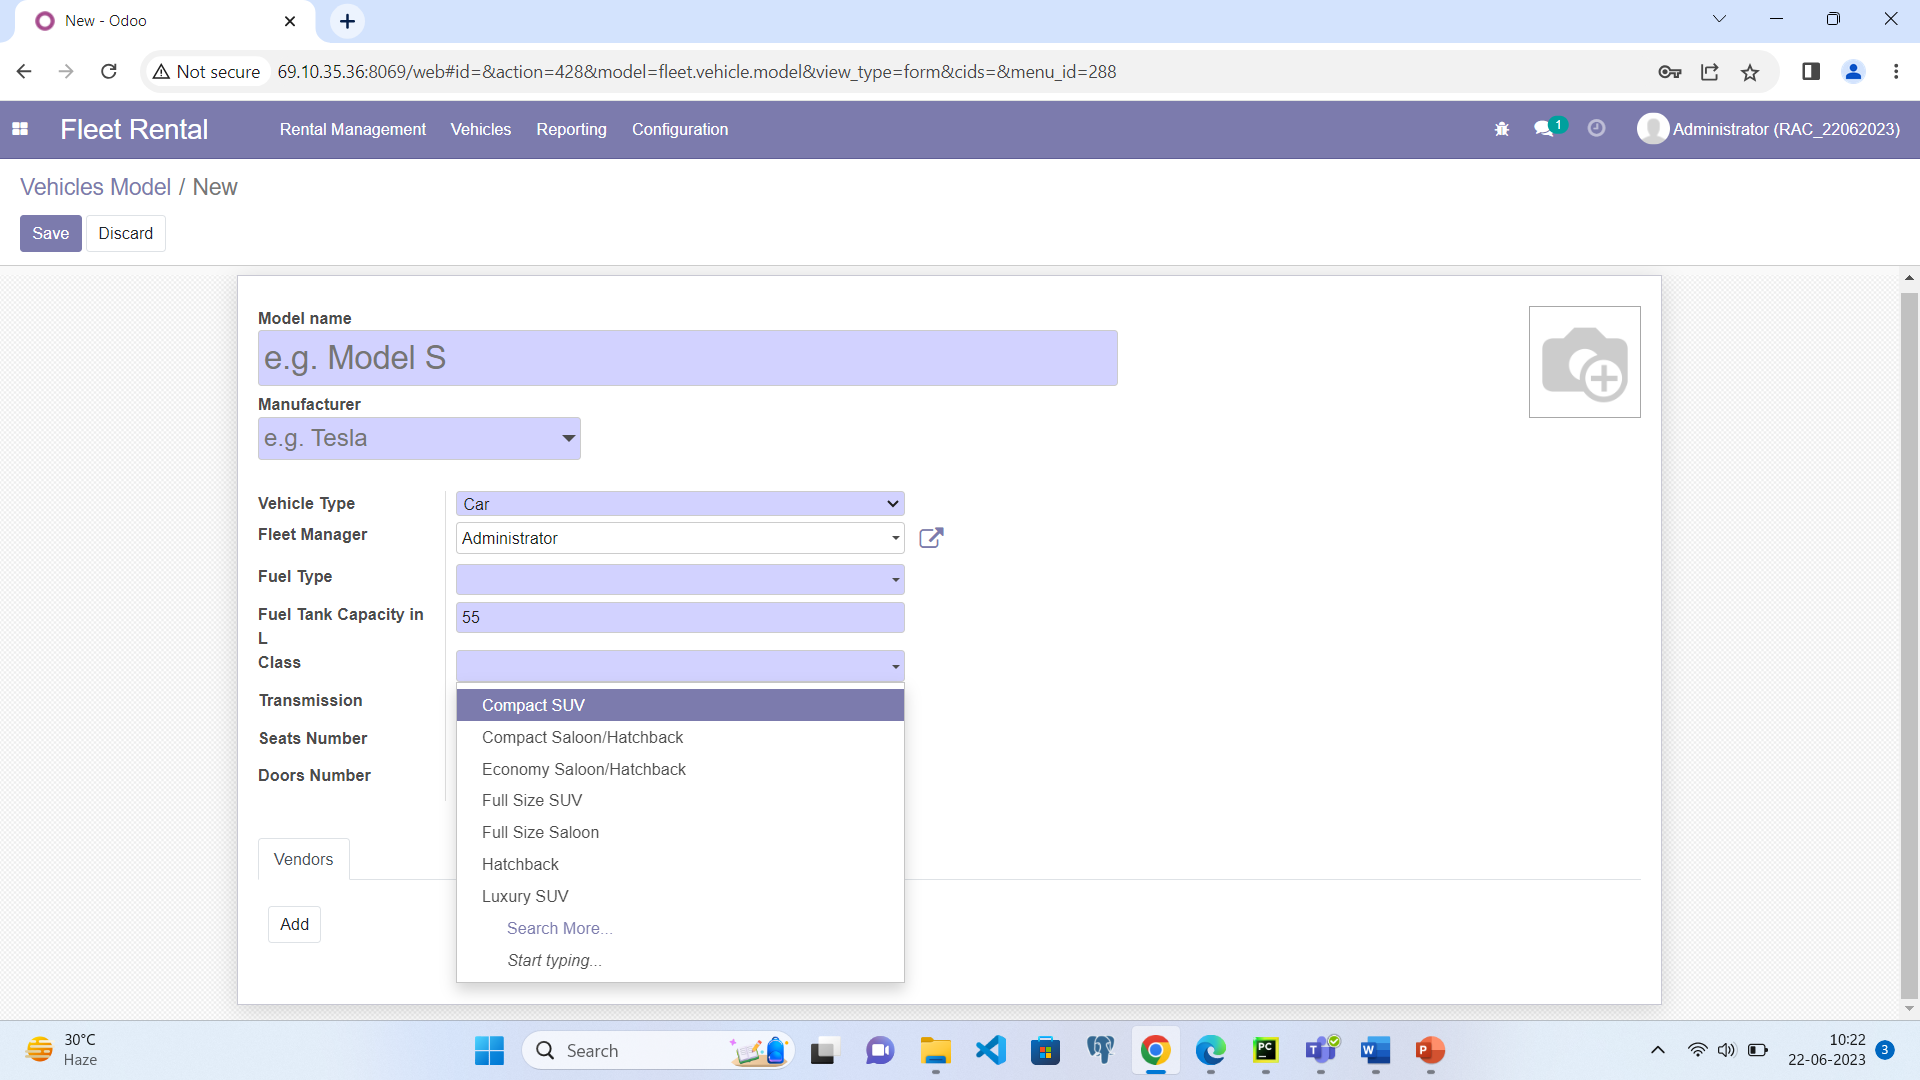 New - Odoo
Not secure
69.10.35.36:8069/web#id=&action=428&model=fleet.vehicle.model&view_type=form&cids=&menu_id=288
Fleet Rental
Rental Management
Vehicles
Reporting
Configuration
1
Administrator (RAC_22062023)
Vehicles Model / New
Save
Discard
Model name
e.g. Model S
Manufacturer
e.g. Tesla
Vehicle Type
Car
Fleet Manager
Administrator
Fuel Type
Fuel Tank Capacity in
L
55
Class
Transmission
Seats Number
Doors Number
Compact SUV
Compact Saloon/Hatchback
Economy Saloon/Hatchback
Full Size SUV
Full Size Saloon
Hatchback
Luxury SUV
Search More...
Start typing...
Vendors
Add
30°C
Haze
Search
PC
T
W
P
10:22
22-06-2023
3